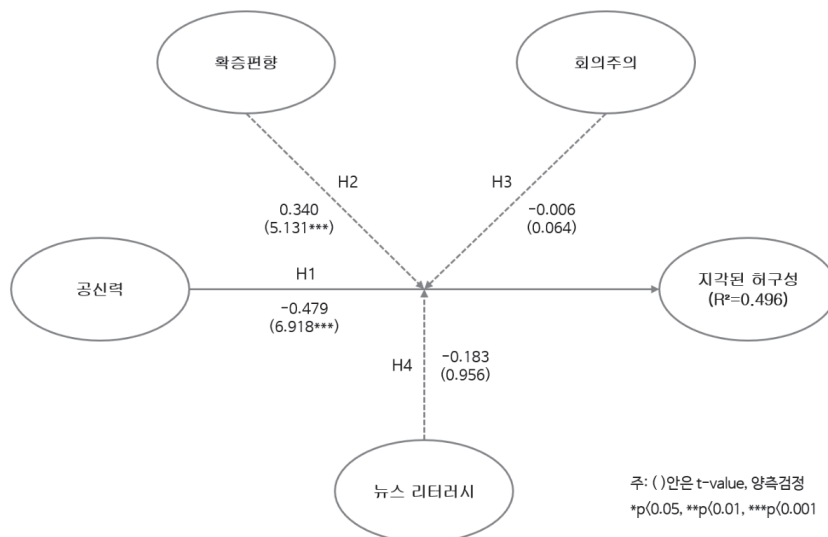 확증편향
회의주의
H2
H3
0.340
(5.131***)
-0.006
(0.064)
공신력
H1
-0.479
(6.918***)
지각된 허구성
(R²=0.496)
H4
-0.183
(0.956)
뉴스 리터러시
주: ( )안은 t-value, 양측검정
*p⟨0.05, **p⟨0.01, ***p⟨0.001